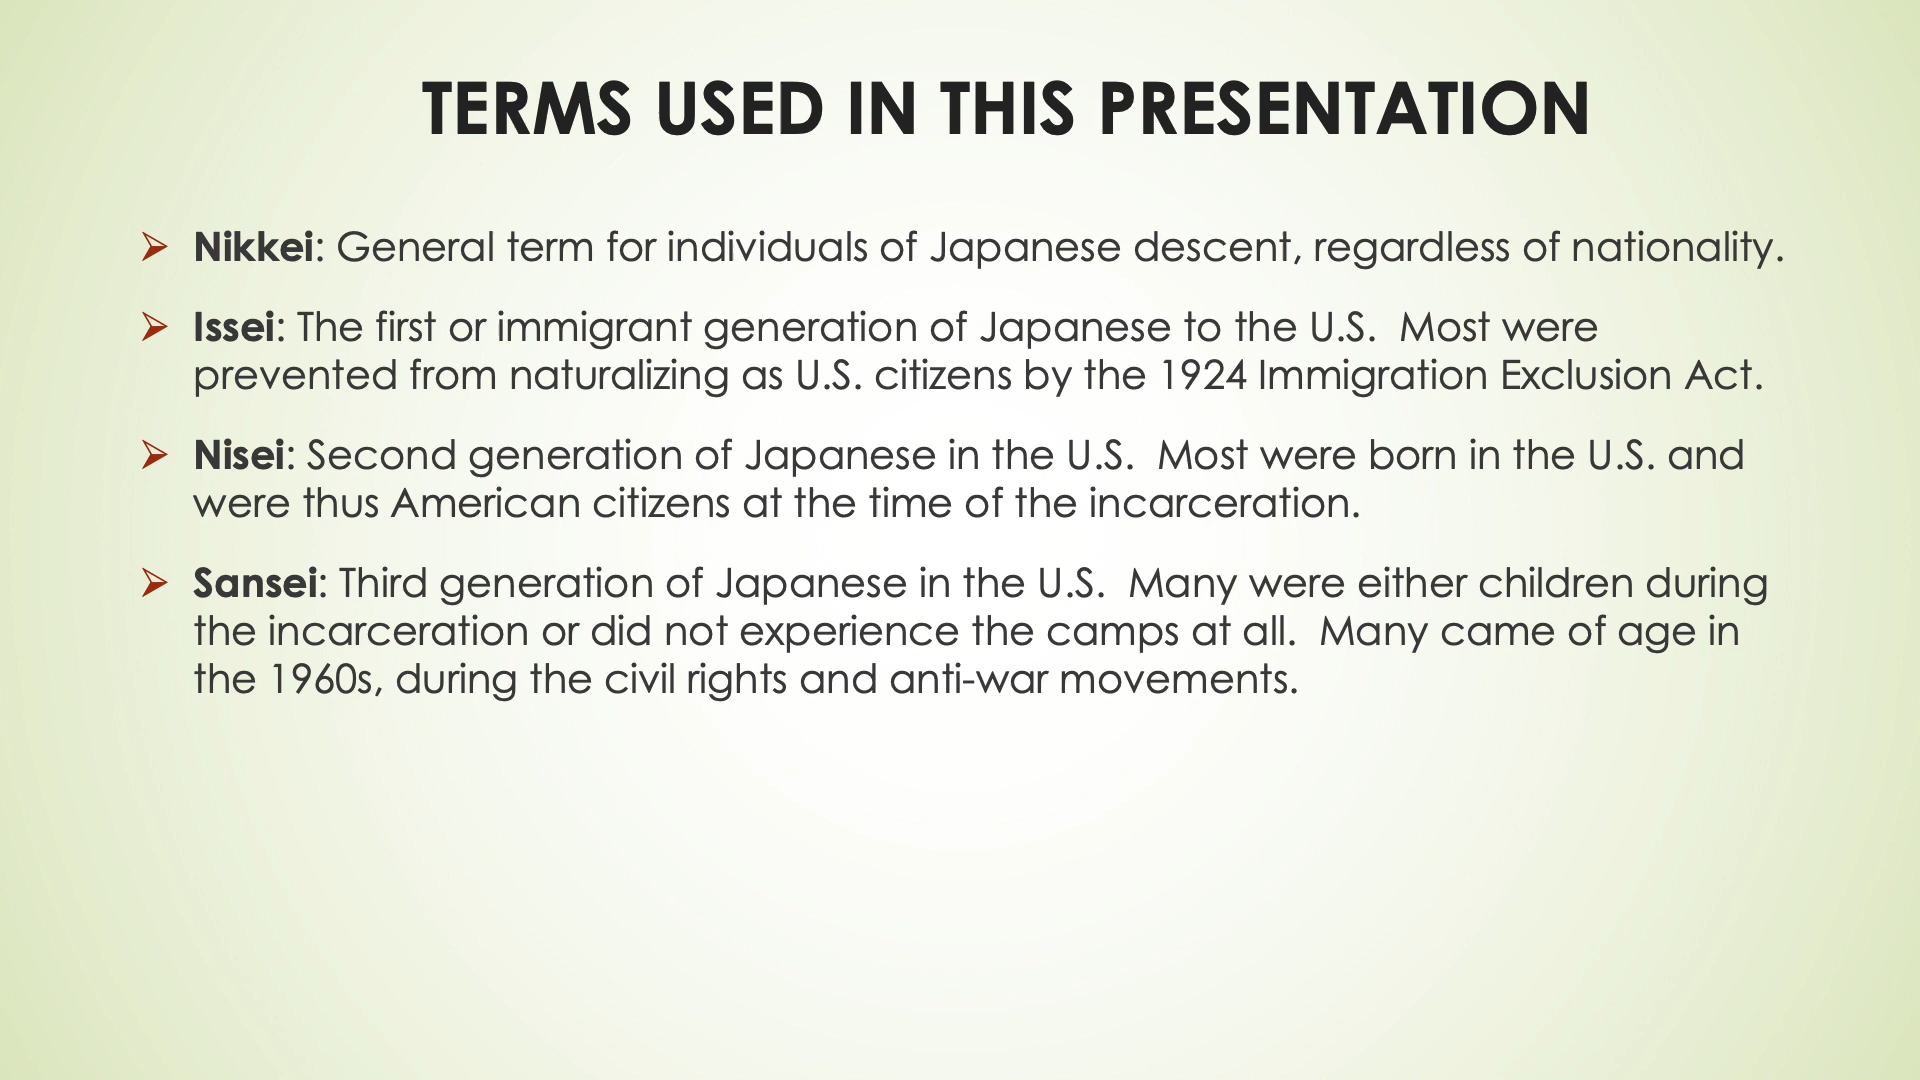 TERMS USED IN THIS PRESENTATION
Nikkei: General term for individuals of Japanese descent, regardless of nationality.
Issei: The first or immigrant generation of Japanese to the U.S.  Most were
prevented from naturalizing as U.S. citizens by the 1924 Immigration Exclusion Act.
Nisei: Second generation of Japanese in the U.S.  Most were born in the U.S. and
were thus American citizens at the time of the incarceration.
Sansei: Third generation of Japanese in the U.S.  Many were either children during
the incarceration or did not experience the camps at all.  Many came of age in
the 1960s, during the civil rights and anti-war movements.